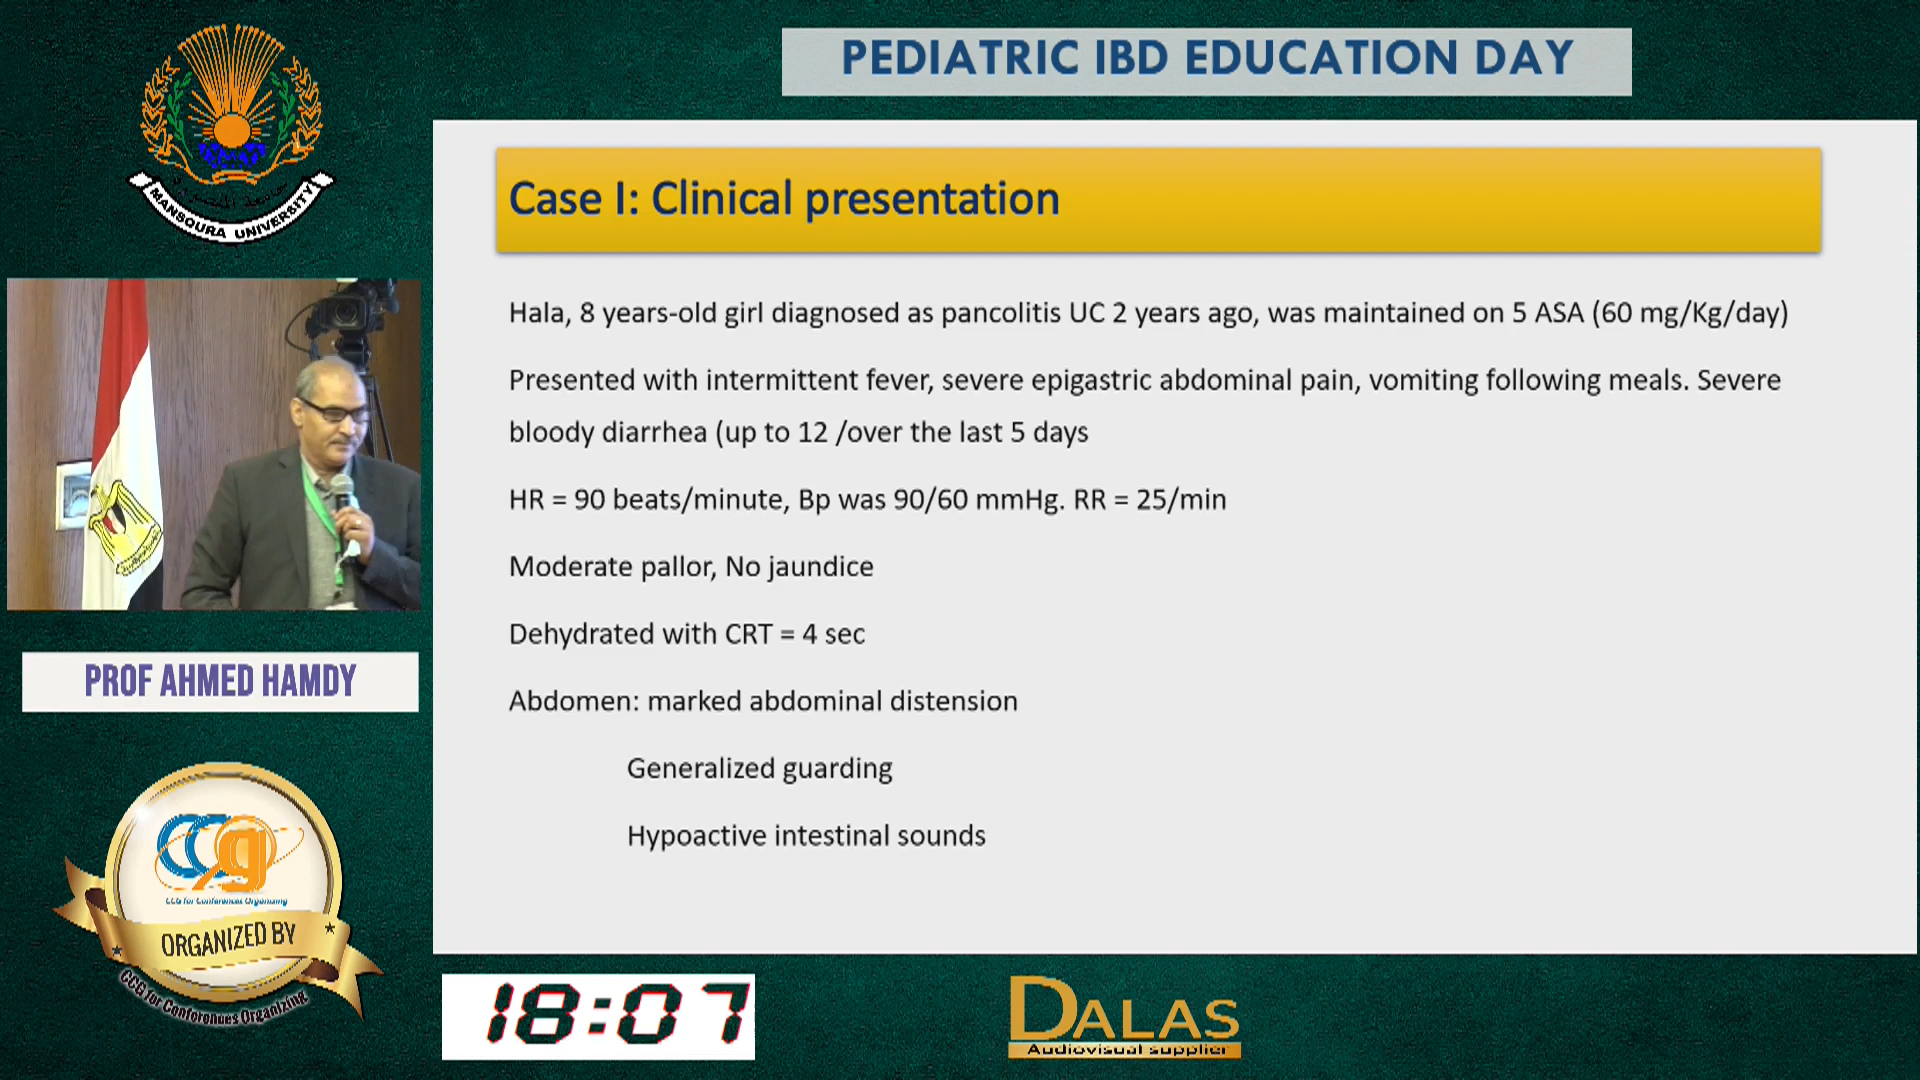 PEDIATRIC IBD EDUCATION DAY
MANSOURA UNIVERSITY
Case I: Clinical presentation
Hala, 8 years-old girl diagnosed as pancolitis UC 2 years ago, was maintained on 5 ASA (60 mg/Kg/day)
Presented with intermittent fever, severe epigastric abdominal pain, vomiting following meals. Severe
bloody diarrhea (up to 12 /over the last 5 days
HR = 90 beats/minute, Bp was 90/60 mmHg. RR = 25/min
Moderate pallor, No jaundice
Dehydrated with CRT = 4 sec
Abdomen: marked abdominal distension
Generalized guarding
Hypoactive intestinal sounds
PROF AHMED HAMDY
CCG
CCG for Conferences Organizing
ORGANIZED BY
CCG for Conferences Organizing
18:07
DALAS
Audiovisual supplier